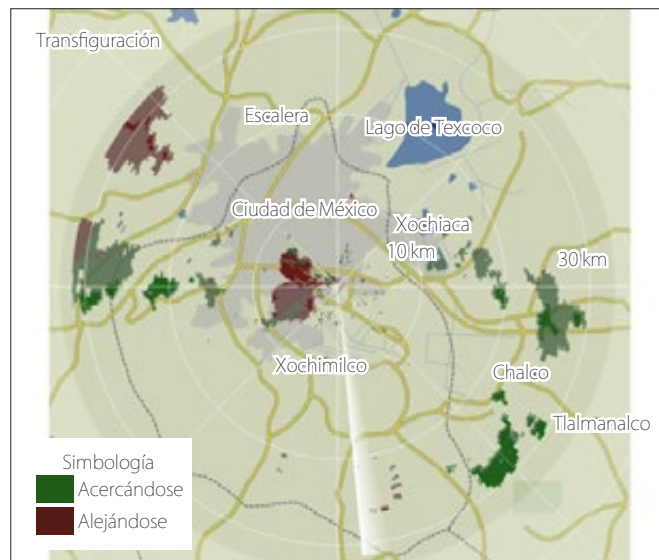 Transfiguración
Escalera
Lago de Texcoco
Ciudad de México
Xochiaca
10 km
30 km
Xochimilco
Chalco
Tlalmanalco
Simbología
Acercándose
Alejándose